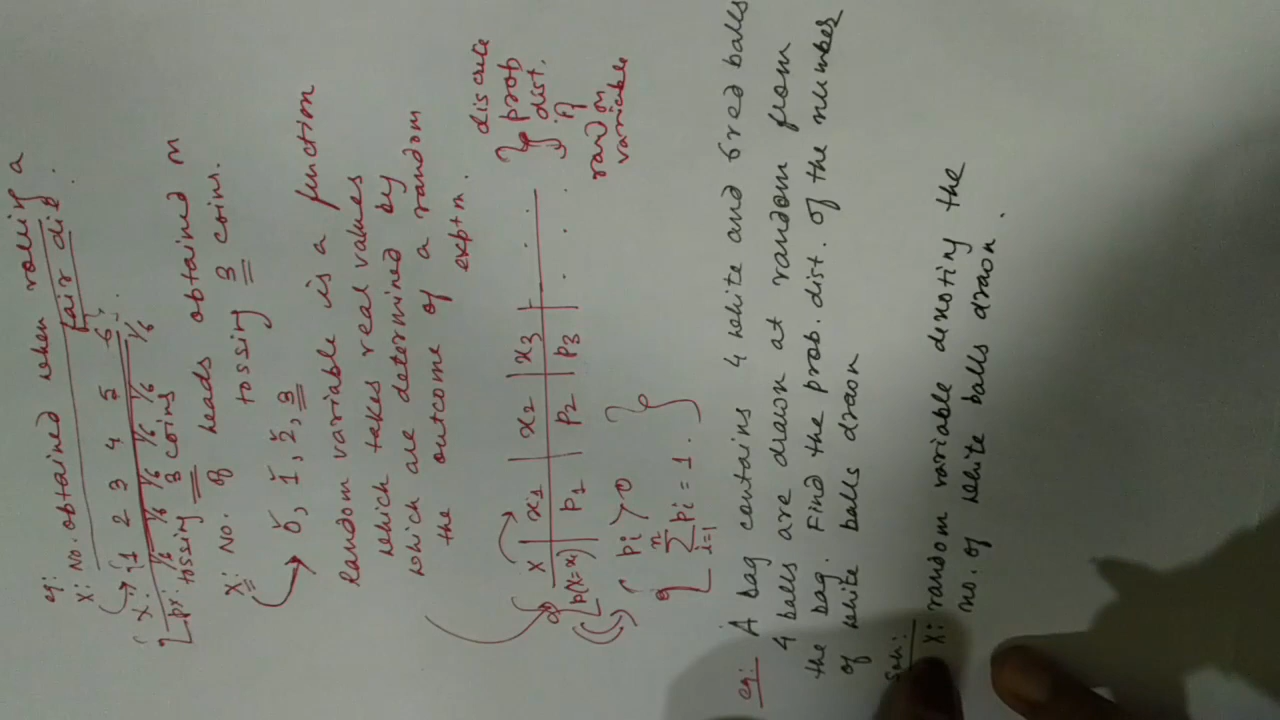 eg:
X: No. obtained when rolling a
fair die.
→ {1 2 3 4 5 6}.
X:
pr: 1/6 1/6 1/6 1/6 1/6 1/6
tossing 3 coins
X: No. of heads obtained in
tossing 3 coins.
→ 0, 1, 2, 3
Random variable is a function
which takes real values
which are determined by
the outcome of a random
exptn.
X | x1 | x2 | x3 | . . .
p(X=xi) | p1 | p2 | p3 | . . .
discrete
prob
dist.
of
random
variable
pi > 0
n
Σ pi = 1.
i=1
eg: A bag contains 4 white and 6 red balls
4 balls are drawn at random from
the bag. Find the prob. dist. of the number
of white balls drawn
Soln:
X: random variable denoting the
no. of white balls drawn.